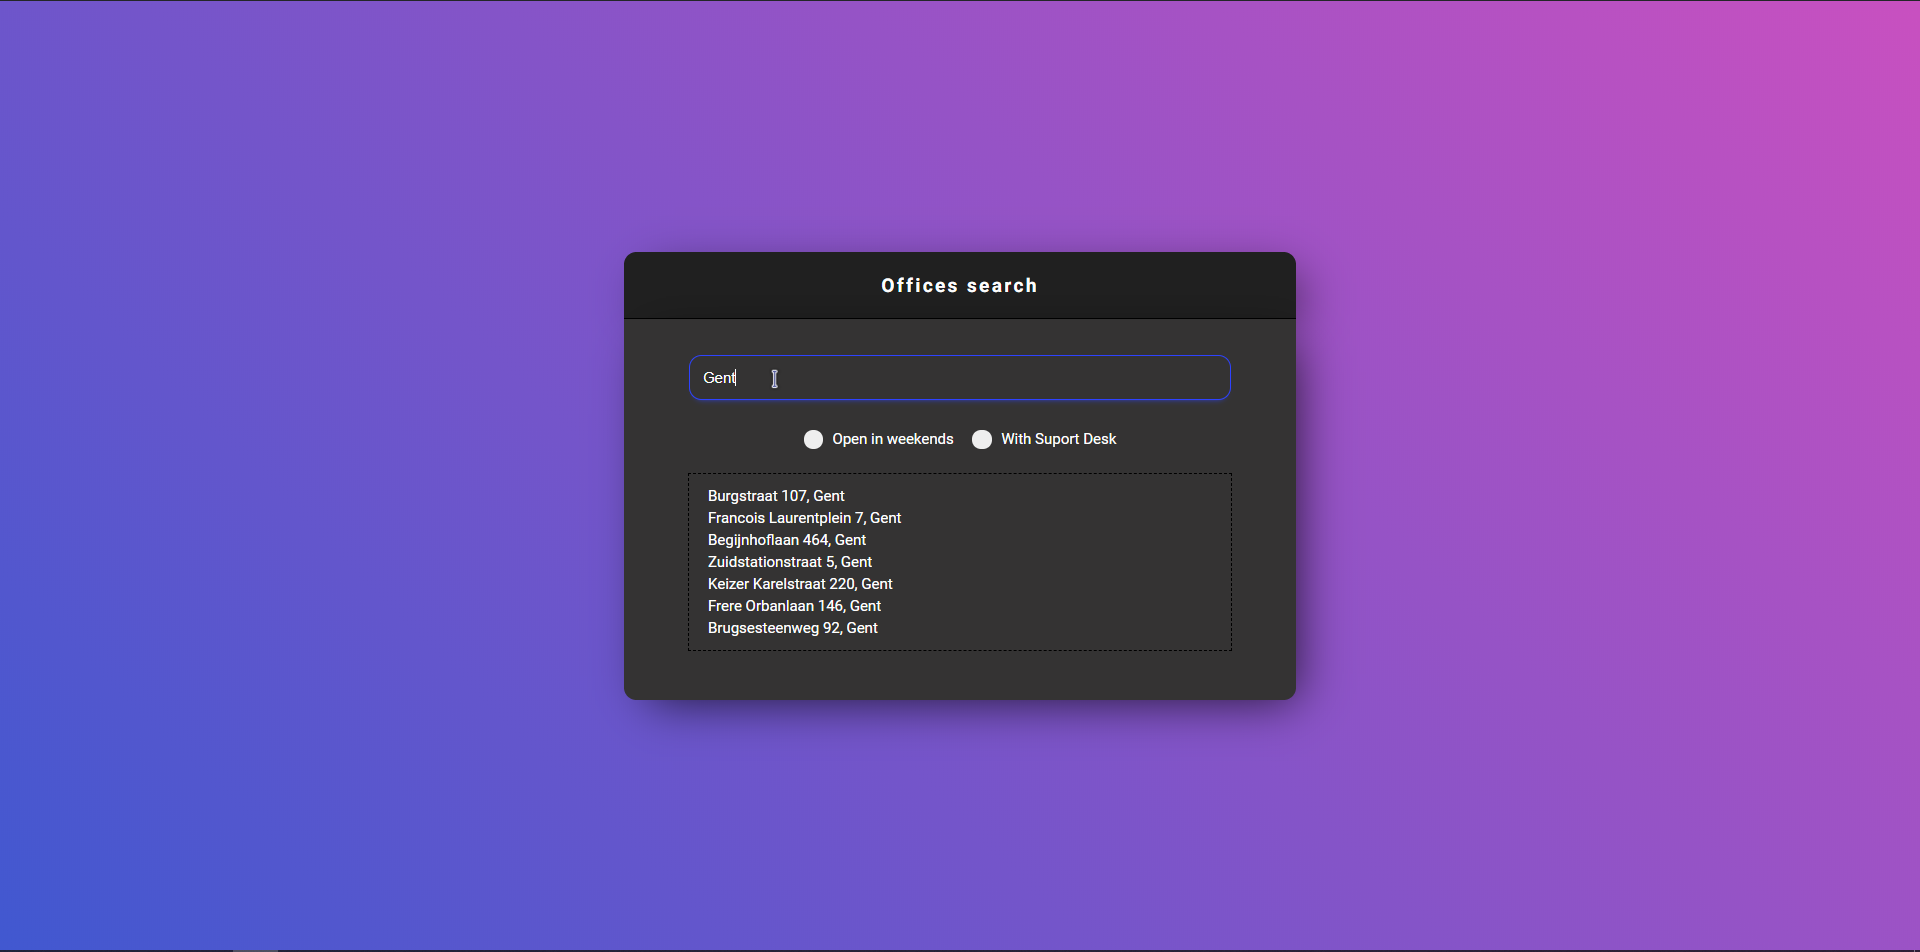 Offices search
Gent
Open in weekends With Suport Desk
Burgstraat 107, Gent
Francois Laurentplein 7, Gent
Begijnhoflaan 464, Gent
Zuidstationstraat 5, Gent
Keizer Karelstraat 220, Gent
Frere Orbanlaan 146, Gent
Brugsesteenweg 92, Gent